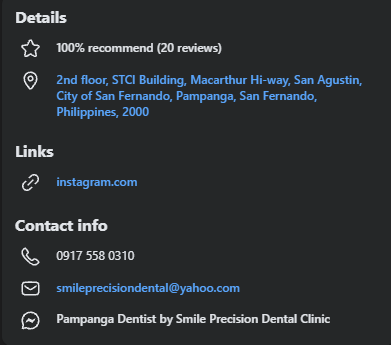 Details
100% recommend (20 reviews)
2nd floor, STCI Building, Macarthur Hi-way, San Agustin,
City of San Fernando, Pampanga, San Fernando,
Philippines, 2000
Links
instagram.com
Contact info
0917 558 0310
smileprecisiondental@yahoo.com
Pampanga Dentist by Smile Precision Dental Clinic